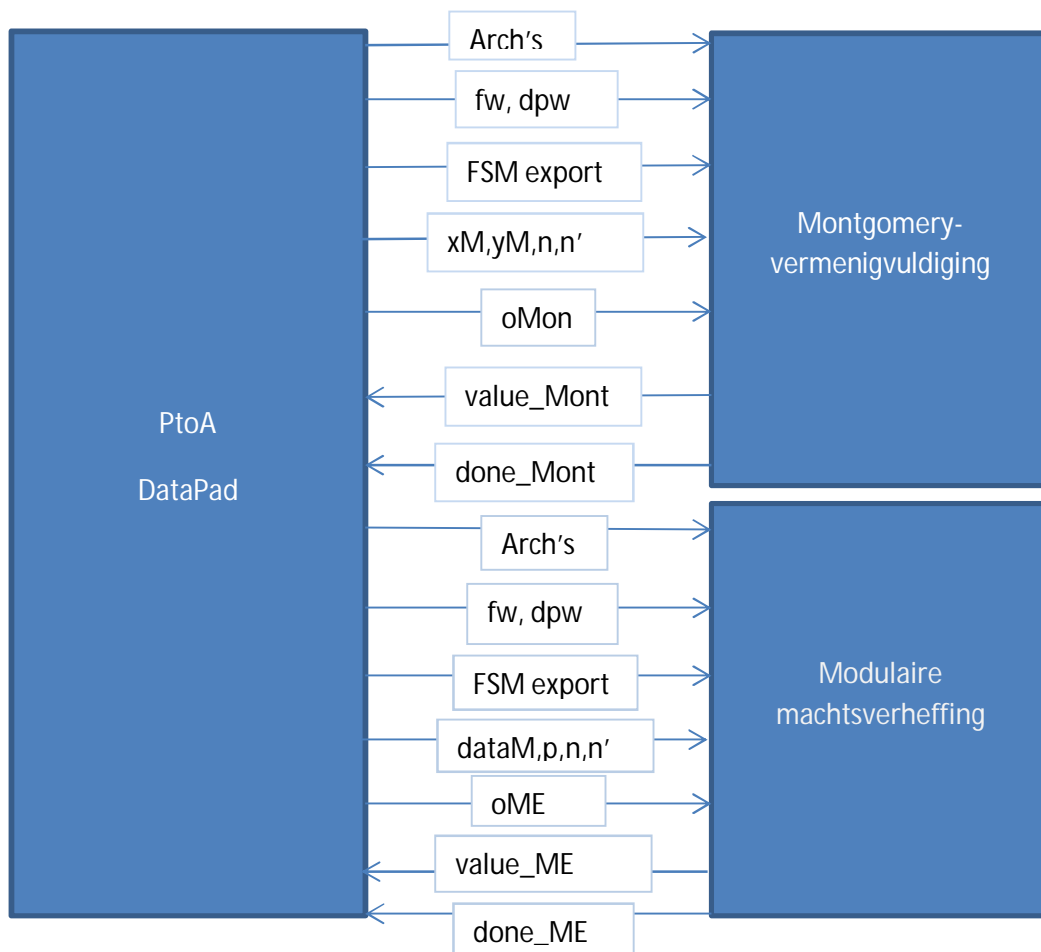 PtoA
DataPad
Arch's
fw, dpw
FSM export
xM,yM,n,n'
oMon
value_Mont
done_Mont
Montgomery-
vermenigvuldiging
Arch's
fw, dpw
FSM export
dataM,p,n,n'
oME
value_ME
done_ME
Modulaire
machtsverheffing